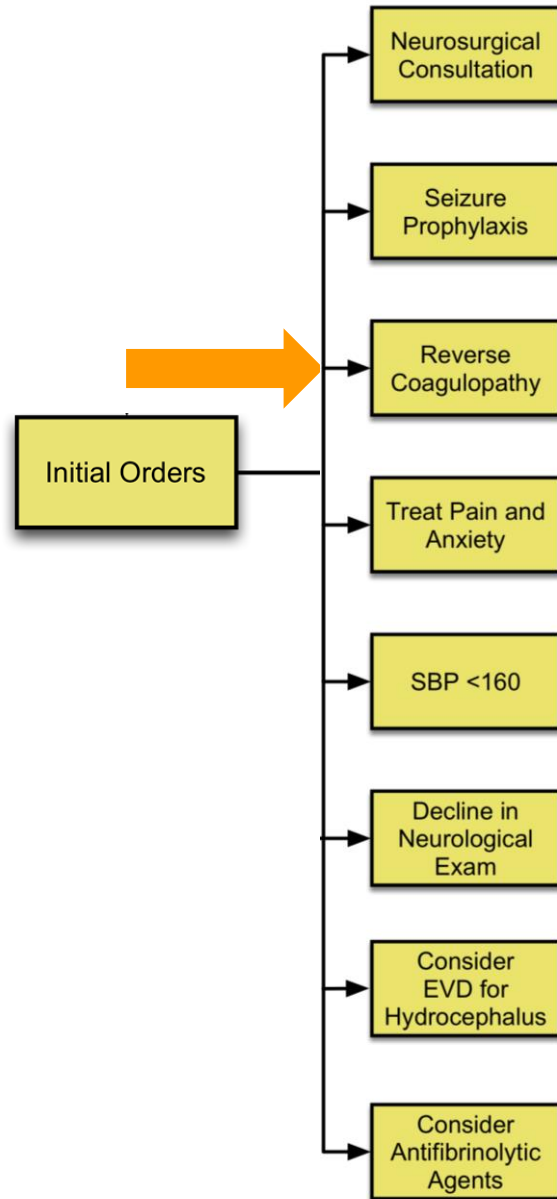 Neurosurgical
Consultation
Seizure
Prophylaxis
Reverse
Coagulopathy
Initial Orders
Treat Pain and
Anxiety
SBP <160
Decline in
Neurological
Exam
Consider
EVD for
Hydrocephalus
Consider
Antifibrinolytic
Agents